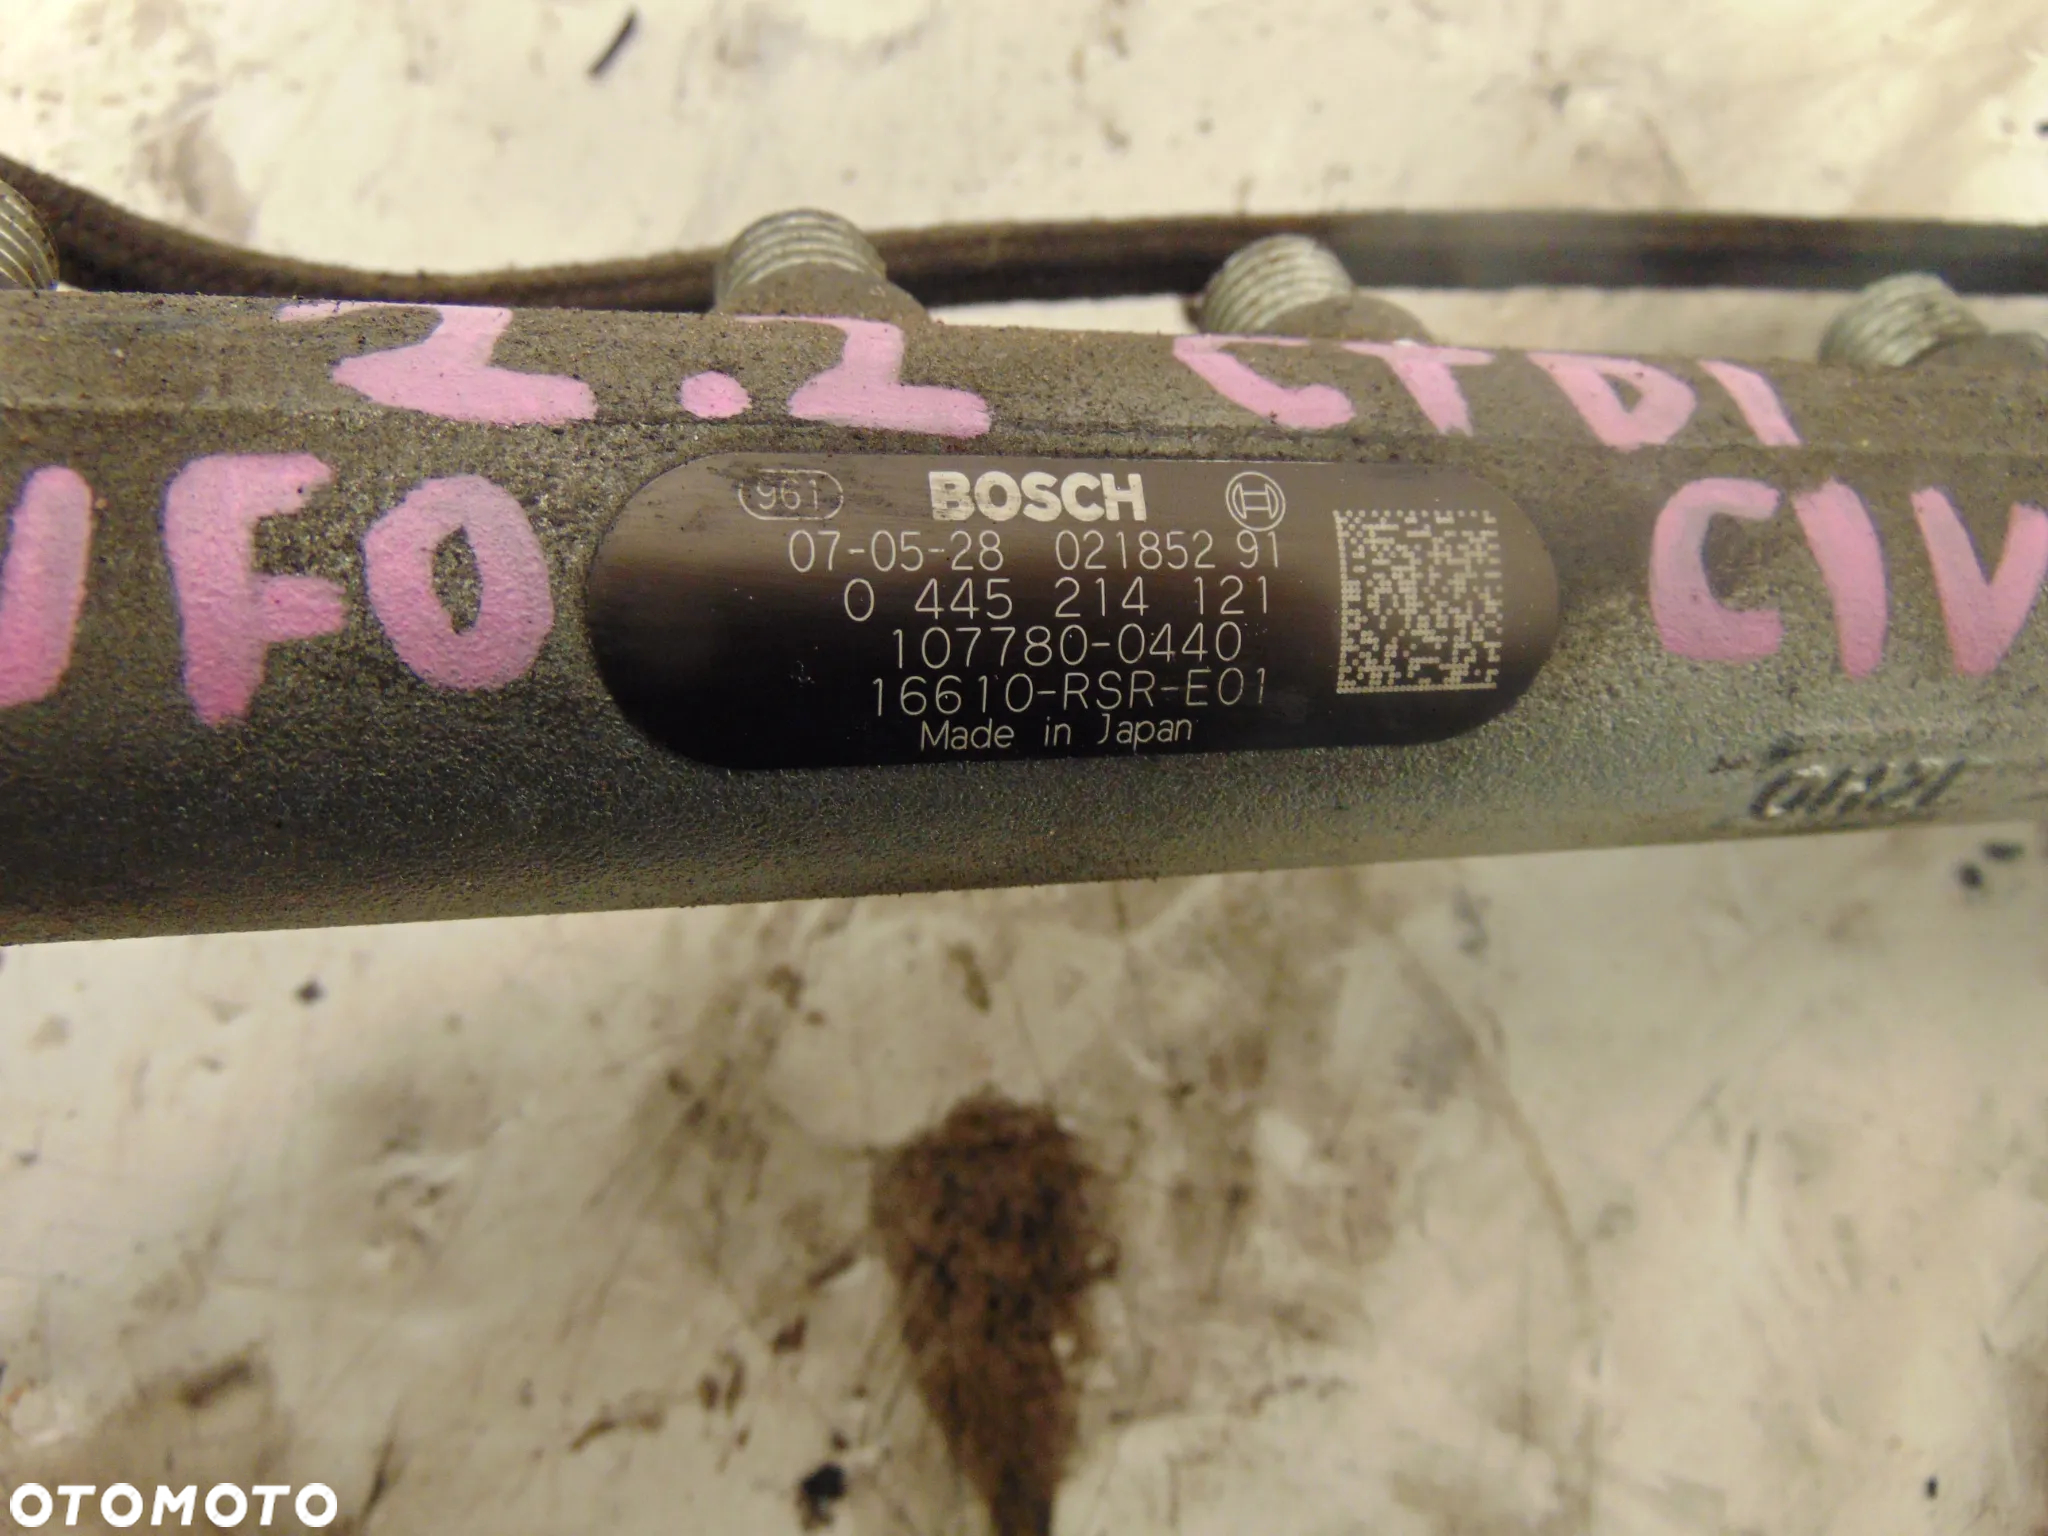 2.2 CTDI
UFO
CIV
961 BOSCH
07-05-28 021852 91
0 445 214 121
107780-0440
16610-RSR-E01
Made in Japan
OTOMOTO